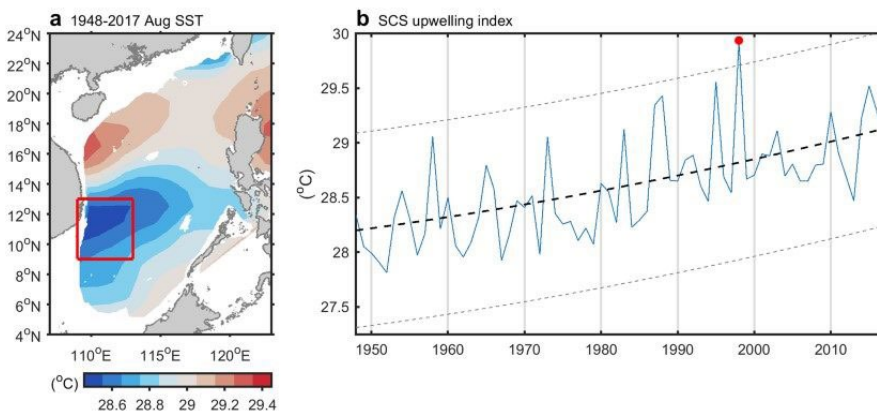 a 1948-2017 Aug SST
24°N
22°N
20°N
18°N
16°N
14°N
12°N
10°N
8°N
6°N
4°N
110°E 115°E 120°E
(°C)
28.6 28.8 29 29.2 29.4
b SCS upwelling index
30
29.5
29
28.5
28
27.5
(°C)
1950 1960 1970 1980 1990 2000 2010